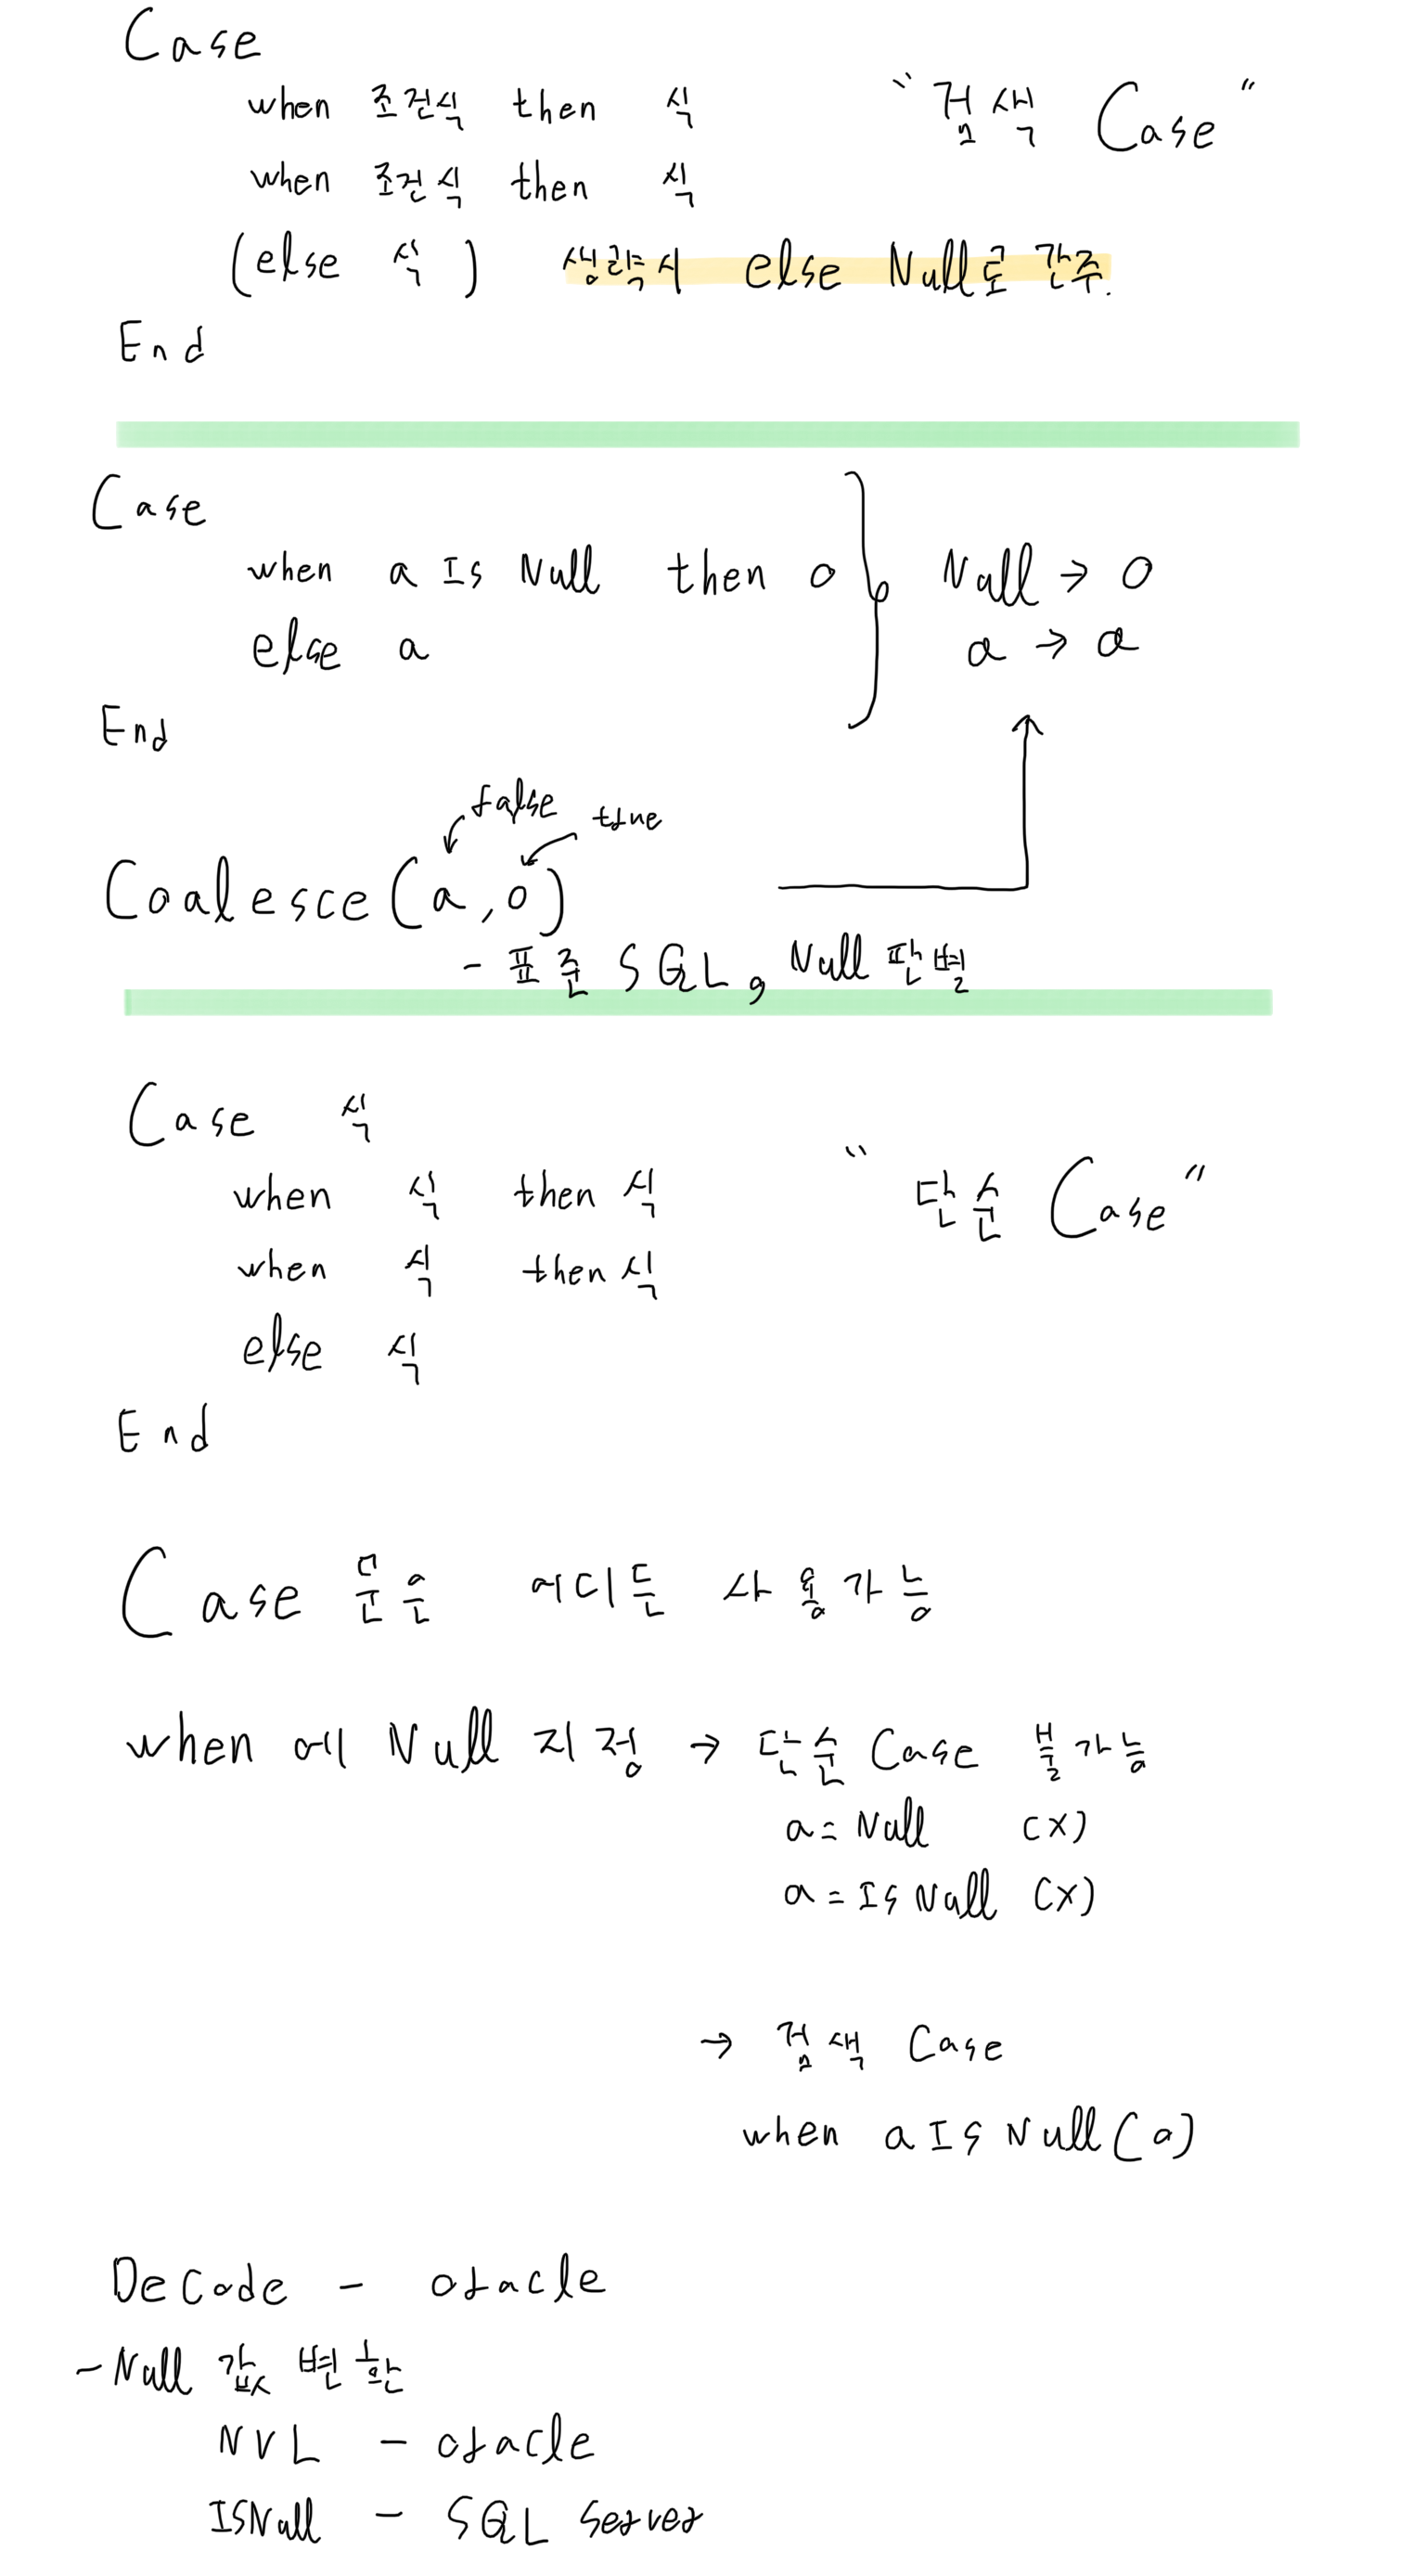 Case
when 조건식 then 식
"검색 Case"
when 조건식 then 식
(else 식) 생략시 else Null로 간주.
End
Case
when a Is Null then 0
else a
End
Null → 0
a → a
false true
Coalesce(a,0)
- 표준 SQL, Null 판별
Case 식
when 식 then 식
"단순 Case"
when 식 then 식
else 식
End
Case 문은 어디든 사용가능
when 에 Null 지정 → 단순 Case 불가능
a = Null (X)
a = Is Null (X)
→ 검색 Case
when a Is Null (o)
DeCode - oracle
- Null 값 변환
NVL - oracle
ISNull - SQL Server